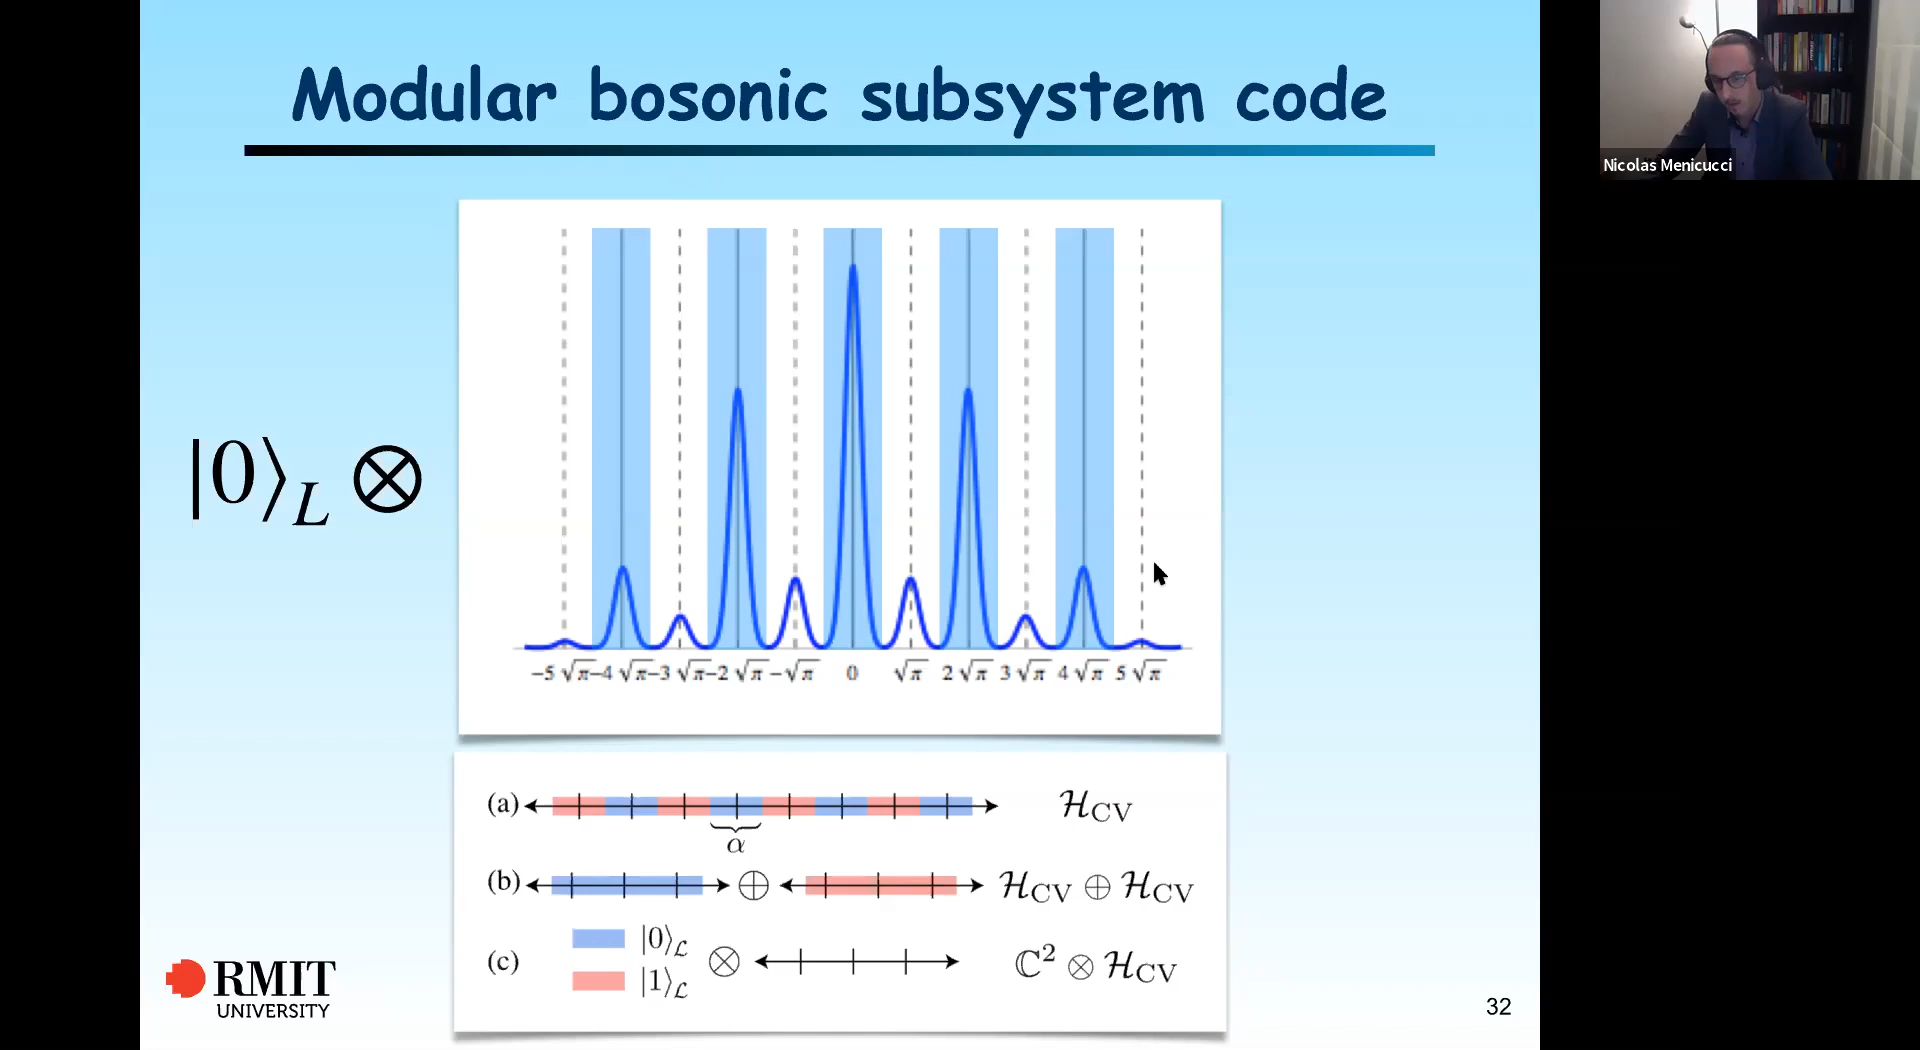 Modular bosonic subsystem code
Nicolas Menicucci
|0⟩_L ⊗
−5√π −4√π −3√π −2√π −√π 0 √π 2√π 3√π 4√π 5√π
(a) ℋ_CV
α
(b) ⊕ ℋ_CV ⊕ ℋ_CV
(c) |0⟩_ℒ ⊗ ℂ² ⊗ ℋ_CV
|1⟩_ℒ
RMIT
UNIVERSITY
32